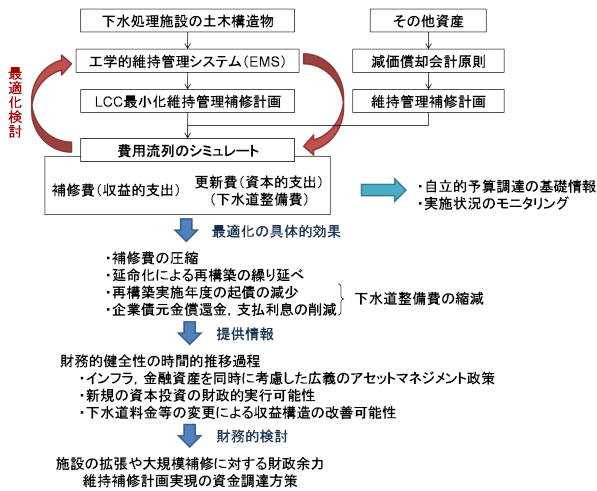 下水処理施設の土木構造物
その他資産
工学的維持管理システム(EMS)
減価償却会計原則
最適化検討
LCC最小化維持管理補修計画
維持管理補修計画
費用流列のシミュレート
補修費(収益的支出)
更新費(資本的支出)
(下水道整備費)
・自立的予算調達の基礎情報
・実施状況のモニタリング
最適化の具体的効果
・補修費の圧縮
・延命化による再構築の繰り延べ
・再構築実施年度の起債の減少
・企業債元金償還金，支払利息の削減
下水道整備費の縮減
提供情報
財務的健全性の時間的推移過程
・インフラ，金融資産を同時に考慮した広義のアセットマネジメント政策
・新規の資本投資の財政的実行可能性
・下水道料金等の変更による収益構造の改善可能性
財務的検討
施設の拡張や大規模補修に対する財政余力
維持補修計画実現の資金調達方策